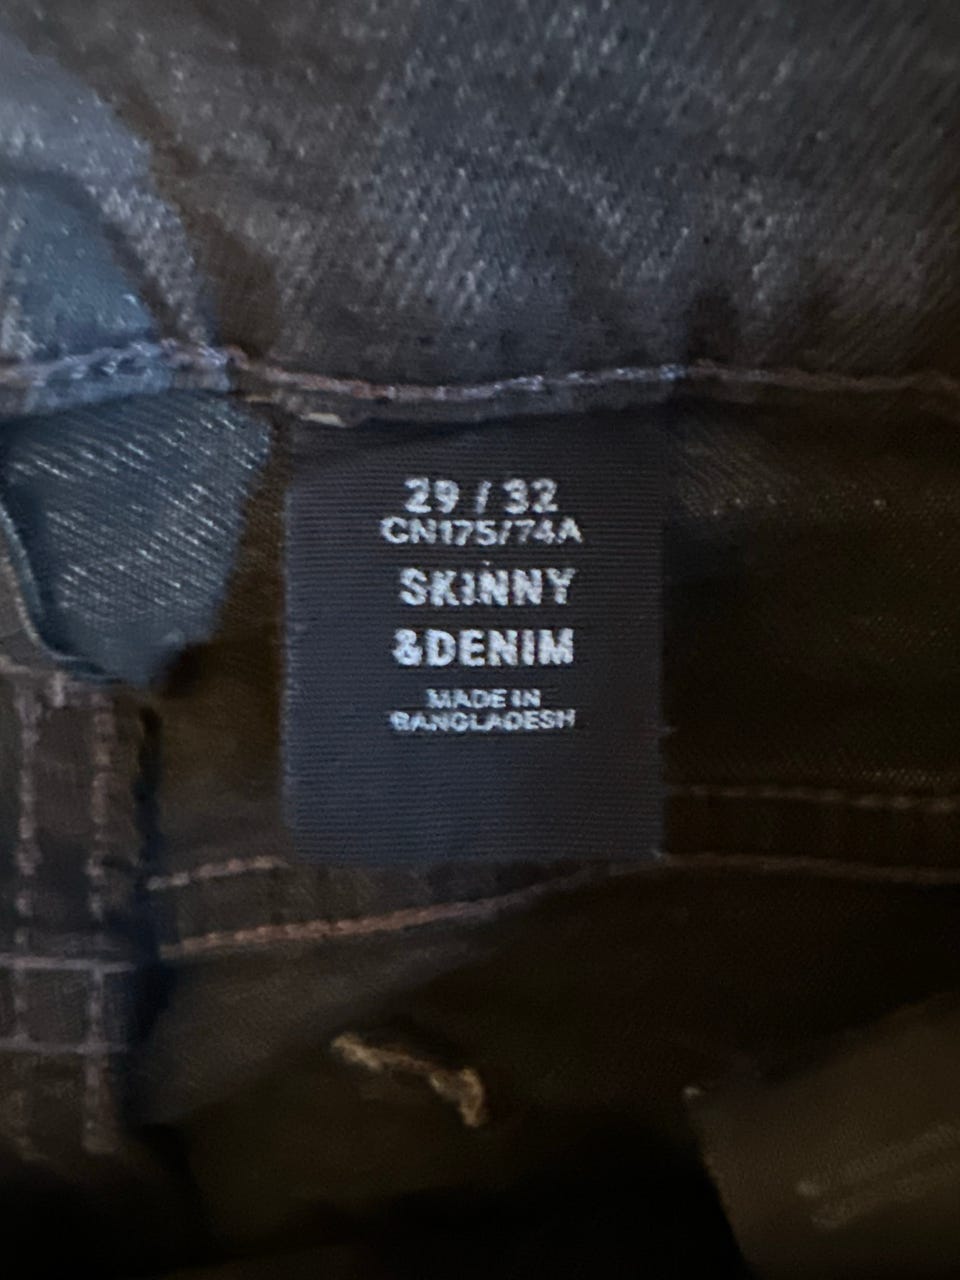 29 / 32
CN175/74A
SKINNY
&DENIM
MADE IN
BANGLADESH